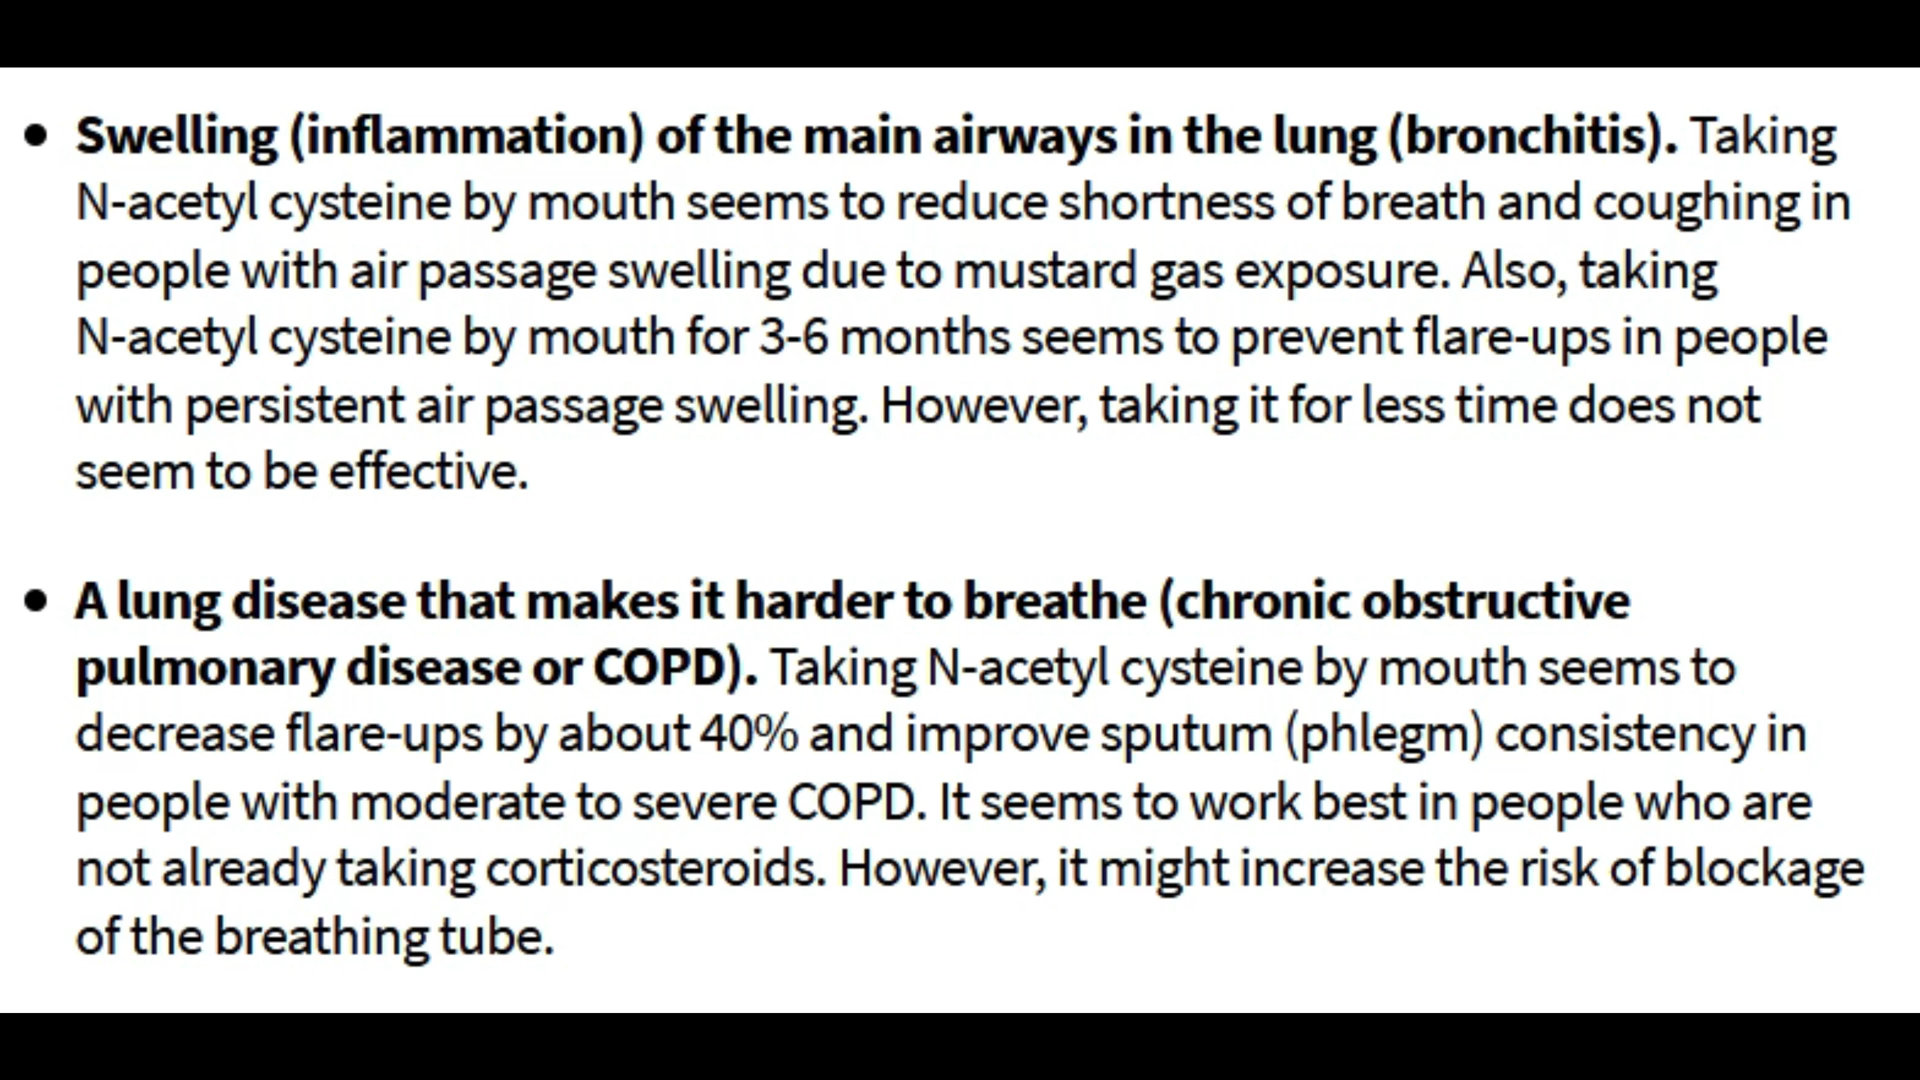 • Swelling (inflammation) of the main airways in the lung (bronchitis). Taking
N-acetyl cysteine by mouth seems to reduce shortness of breath and coughing in
people with air passage swelling due to mustard gas exposure. Also, taking
N-acetyl cysteine by mouth for 3-6 months seems to prevent flare-ups in people
with persistent air passage swelling. However, taking it for less time does not
seem to be effective.
• A lung disease that makes it harder to breathe (chronic obstructive
pulmonary disease or COPD). Taking N-acetyl cysteine by mouth seems to
decrease flare-ups by about 40% and improve sputum (phlegm) consistency in
people with moderate to severe COPD. It seems to work best in people who are
not already taking corticosteroids. However, it might increase the risk of blockage
of the breathing tube.